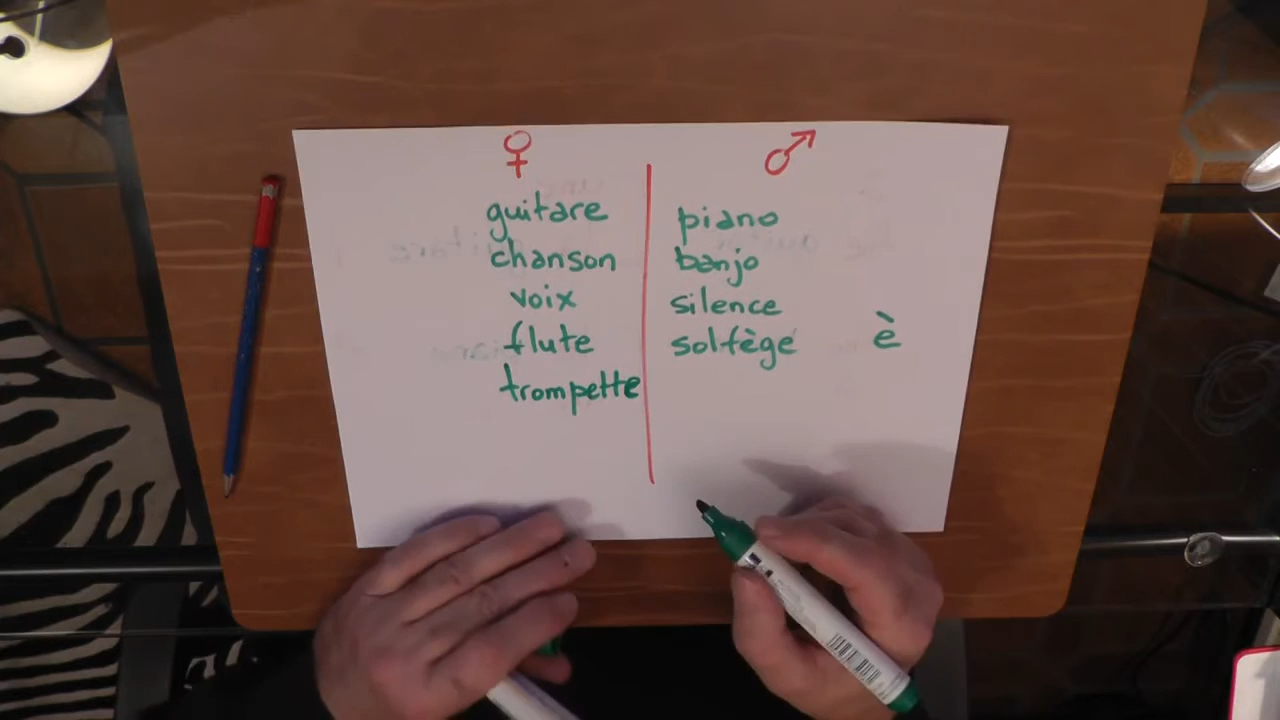 ♀
guitare
chanson
voix
flute
trompette
♂
piano
banjo
silence
solfège
è